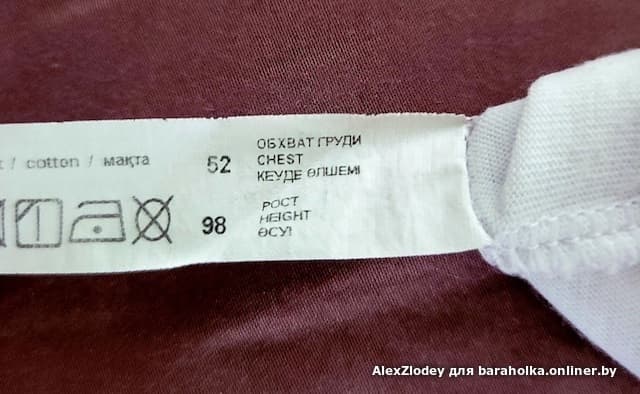 / cotton / мақта
52
ОБХВАТ ГРУДИ
CHEST
КЕУДЕ ӨЛШЕМІ
98
РОСТ
HEIGHT
ӨСУІ
AlexZlodey для baraholka.onliner.by